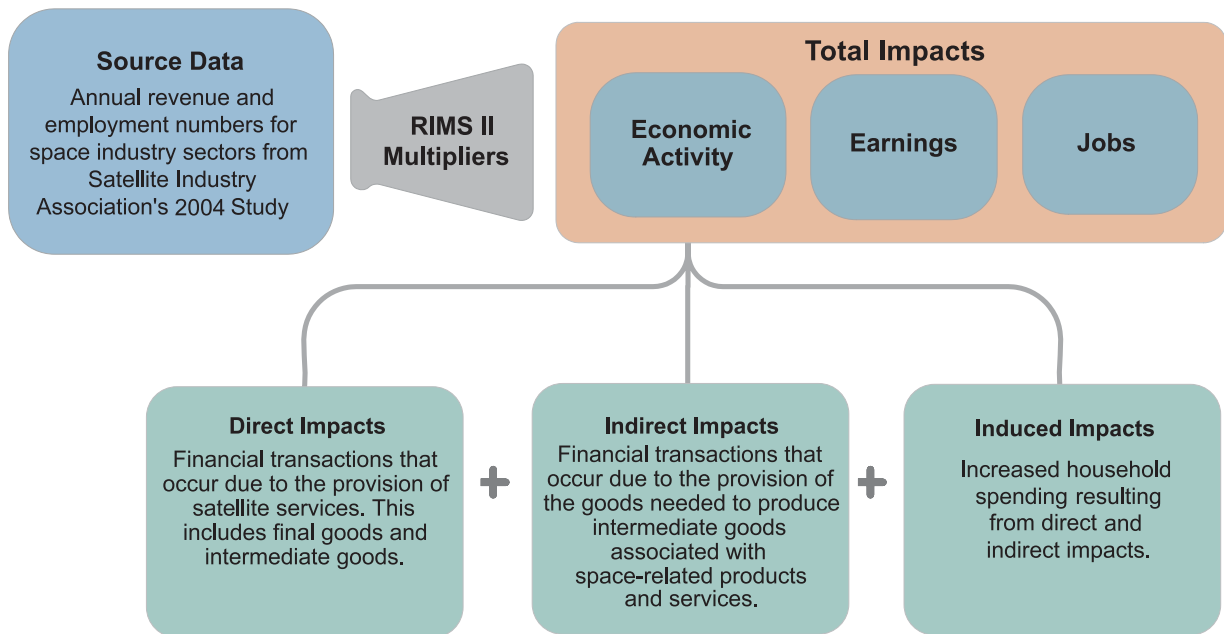 Source Data
Annual revenue and
employment numbers for
space industry sectors from
Satellite Industry
Association's 2004 Study
RIMS II
Multipliers
Total Impacts
Economic
Activity
Earnings
Jobs
Direct Impacts
Financial transactions that
occur due to the provision of
satellite services. This
includes final goods and
intermediate goods.
+
Indirect Impacts
Financial transactions that
occur due to the provision of
the goods needed to produce
intermediate goods
associated with
space-related products
and services.
+
Induced Impacts
Increased household
spending resulting
from direct and
indirect impacts.